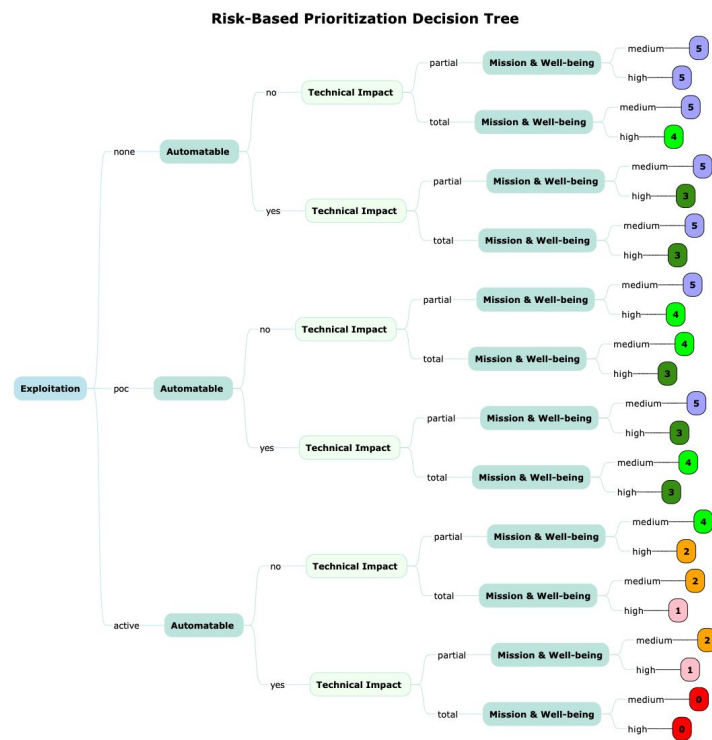 Risk-Based Prioritization Decision Tree
medium 5
partial Mission & Well-being
high 5
no Technical Impact
medium 5
total Mission & Well-being
high 4
none Automatable
medium 5
partial Mission & Well-being
high 3
yes Technical Impact
medium 5
total Mission & Well-being
high 3
medium 5
partial Mission & Well-being
high 4
no Technical Impact
medium 4
total Mission & Well-being
high 3
Exploitation poc Automatable
medium 5
partial Mission & Well-being
high 3
yes Technical Impact
medium 4
total Mission & Well-being
high 3
medium 4
partial Mission & Well-being
high 2
no Technical Impact
medium 2
total Mission & Well-being
high 1
active Automatable
medium 2
partial Mission & Well-being
high 1
yes Technical Impact
medium 0
total Mission & Well-being
high 0